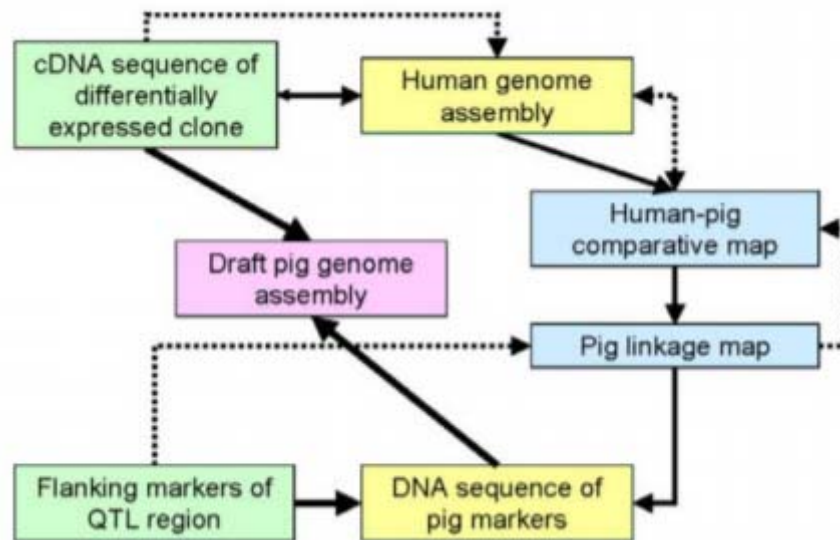 cDNA sequence of
differentially
expressed clone
Human genome
assembly
Human-pig
comparative map
Draft pig genome
assembly
Pig linkage map
Flanking markers of
QTL region
DNA sequence of
pig markers